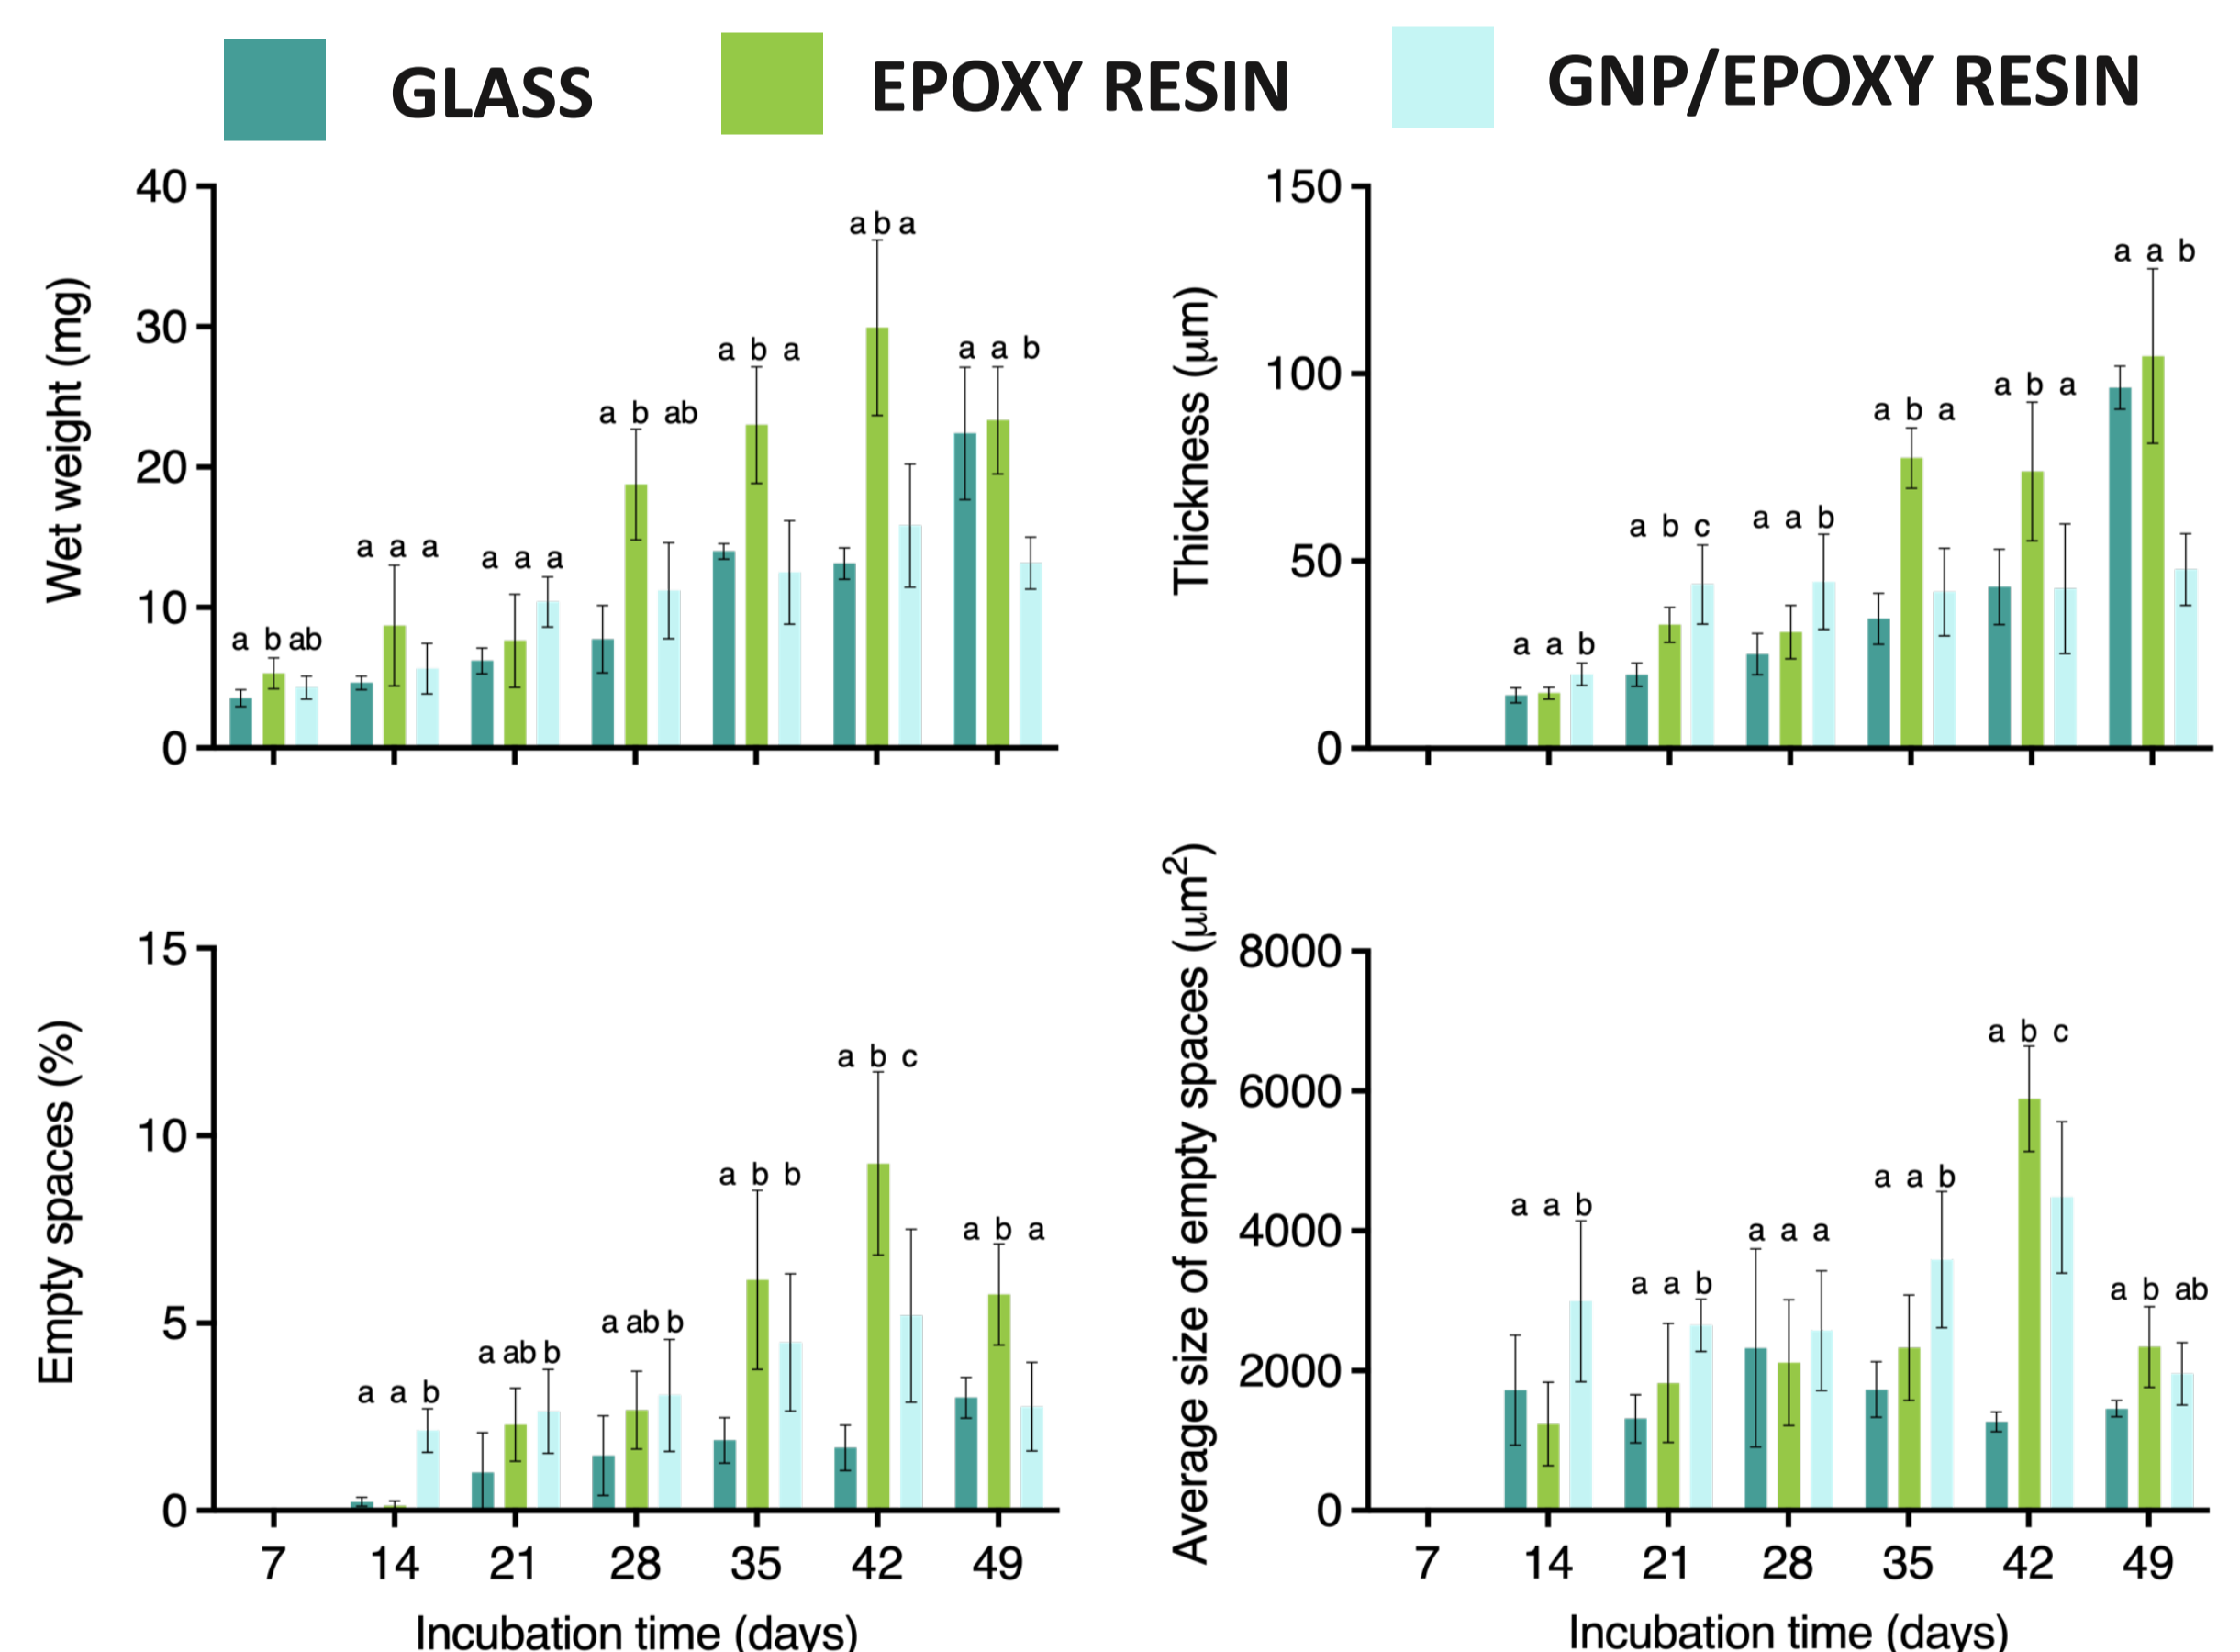 GLASS EPOXY RESIN GNP/EPOXY RESIN
Wet weight (mg)
40
30
20
10
0
a b ab
a a a
a a a
a b ab
a b a
a b a
a a b
Thickness (µm)
150
100
50
0
a a b
a b c
a a b
a b a
a b a
a a b
Empty spaces (%)
15
10
5
0
a a b
a ab b
a ab b
a b b
a b c
a b a
7 14 21 28 35 42 49
Incubation time (days)
Average size of empty spaces (µm²)
8000
6000
4000
2000
0
a a b
a a b
a a a
a a b
a b c
a b ab
7 14 21 28 35 42 49
Incubation time (days)